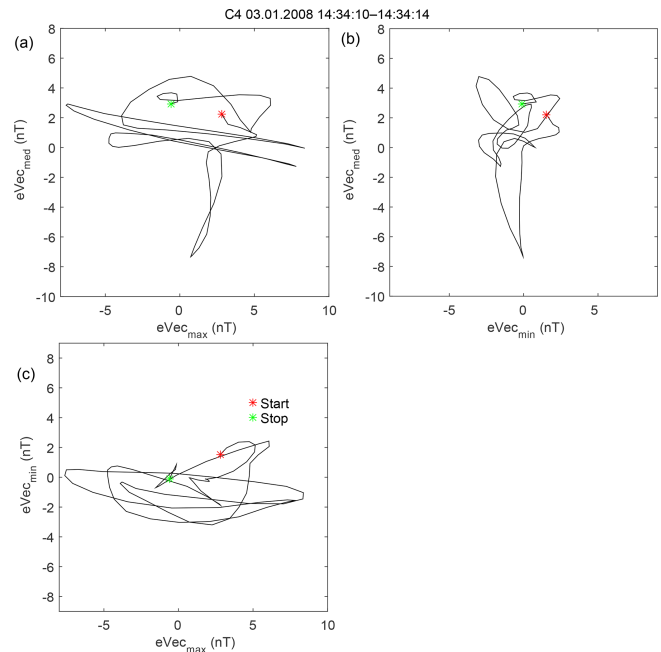 C4 03.01.2008 14:34:10–14:34:14
(a)
8
6
4
2
0
-2
-4
-6
-8
-10
eVec_med (nT)
-5 0 5 10
eVec_max (nT)
(b)
8
6
4
2
0
-2
-4
-6
-8
-10
eVec_med (nT)
-5 0 5
eVec_min (nT)
(c)
8
6
4
2
0
-2
-4
-6
-8
eVec_min (nT)
Start
Stop
-5 0 5 10
eVec_max (nT)